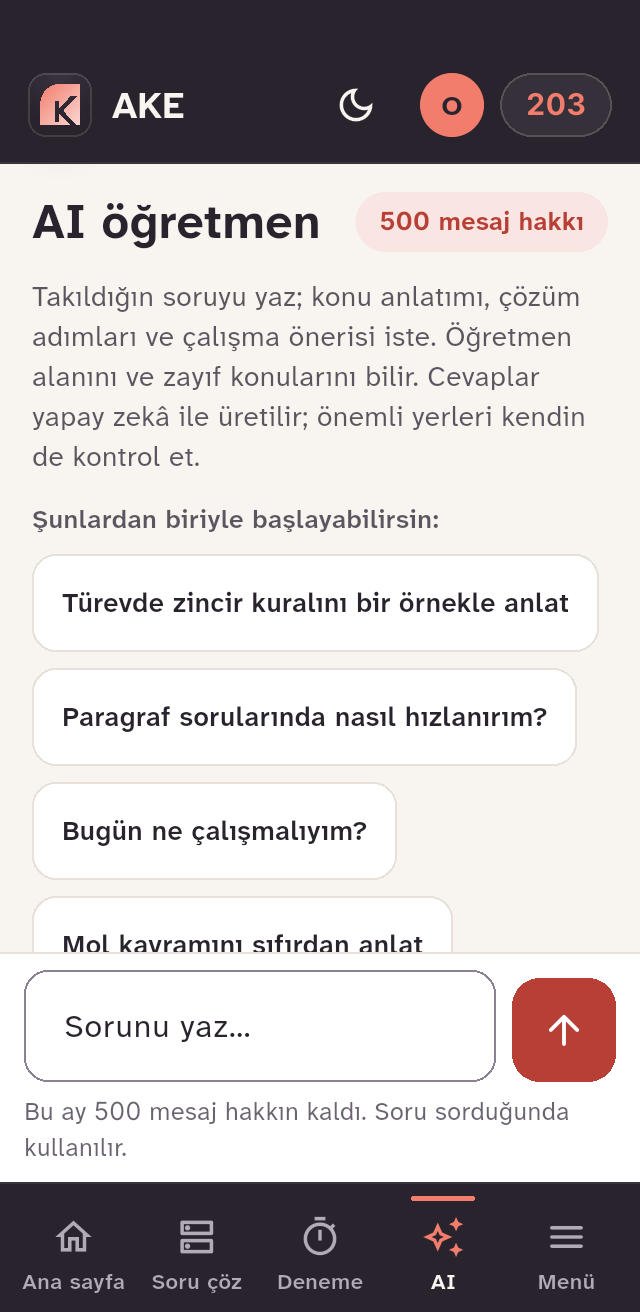 AKE
O
203
AI öğretmen
500 mesaj hakkı
Takıldığın soruyu yaz; konu anlatımı, çözüm
adımları ve çalışma önerisi iste. Öğretmen
alanını ve zayıf konularını bilir. Cevaplar
yapay zekâ ile üretilir; önemli yerleri kendin
de kontrol et.
Şunlardan biriyle başlayabilirsin:
Türevde zincir kuralını bir örnekle anlat
Paragraf sorularında nasıl hızlanırım?
Bugün ne çalışmalıyım?
Mol kavramını sıfırdan anlat
Sorunu yaz...
Bu ay 500 mesaj hakkın kaldı. Soru sorduğunda
kullanılır.
Ana sayfa
Soru çöz
Deneme
AI
Menü